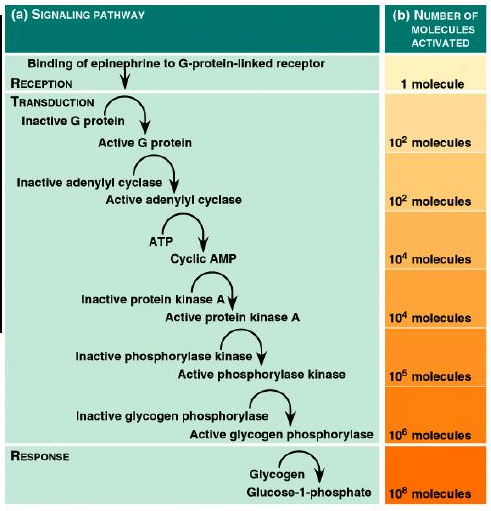 (a) SIGNALING PATHWAY
(b) NUMBER OF
MOLECULES
ACTIVATED
Binding of epinephrine to G-protein-linked receptor
RECEPTION
1 molecule
TRANSDUCTION
Inactive G protein
Active G protein
10² molecules
Inactive adenylyl cyclase
Active adenylyl cyclase
10² molecules
ATP
Cyclic AMP
10⁴ molecules
Inactive protein kinase A
Active protein kinase A
10⁴ molecules
Inactive phosphorylase kinase
Active phosphorylase kinase
10⁵ molecules
Inactive glycogen phosphorylase
Active glycogen phosphorylase
10⁶ molecules
RESPONSE
Glycogen
Glucose-1-phosphate
10⁸ molecules